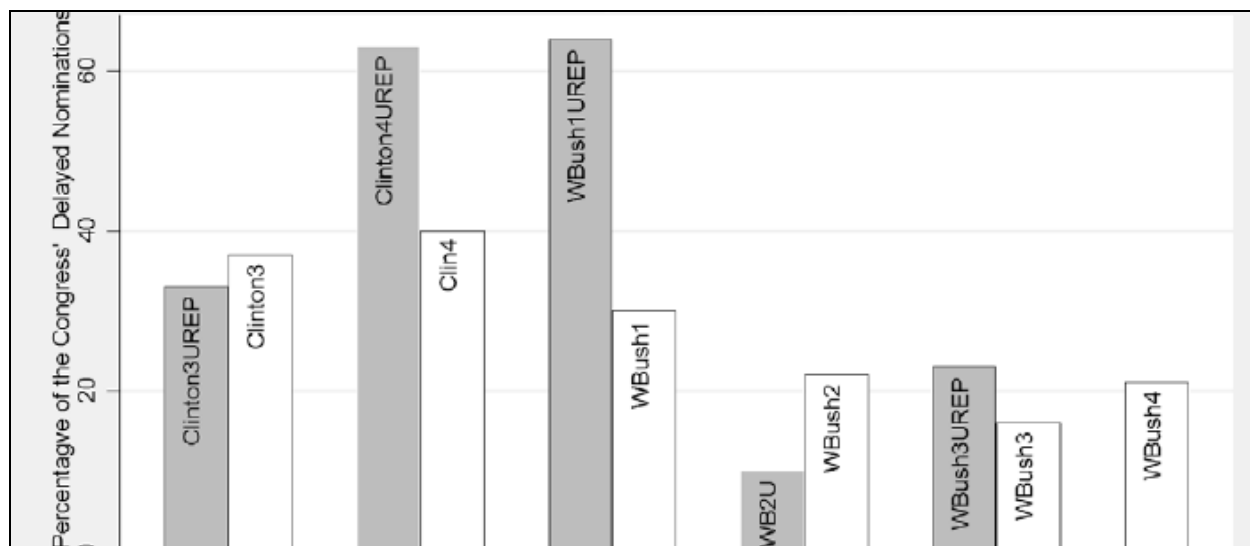 Percentagve of the Congress' Delayed Nominations
60
40
20
Clinton3UREP
Clinton3
Clinton4UREP
Clin4
WBush1UREP
WBush1
WB2U
WBush2
WBush3UREP
WBush3
WBush4